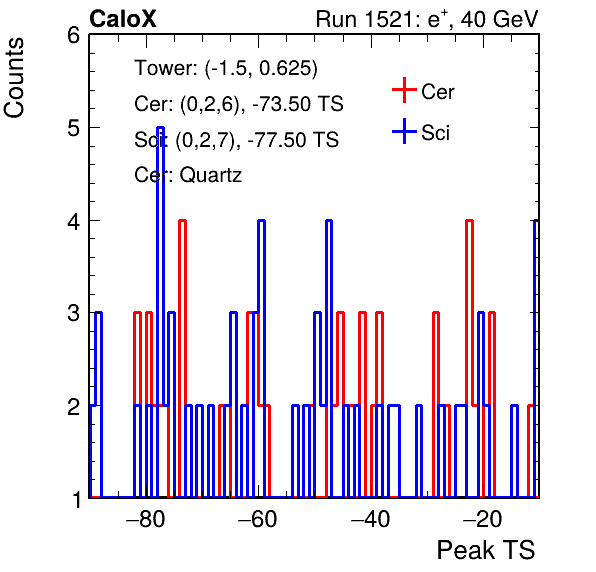 CaloX Run 1521: e+, 40 GeV
Counts
6
Tower: (-1.5, 0.625)
Cer: (0,2,6), -73.50 TS
Cer
5
Sci: (0,2,7), -77.50 TS
Sci
Cer: Quartz
4
3
2
1
−80 −60 −40 −20
Peak TS